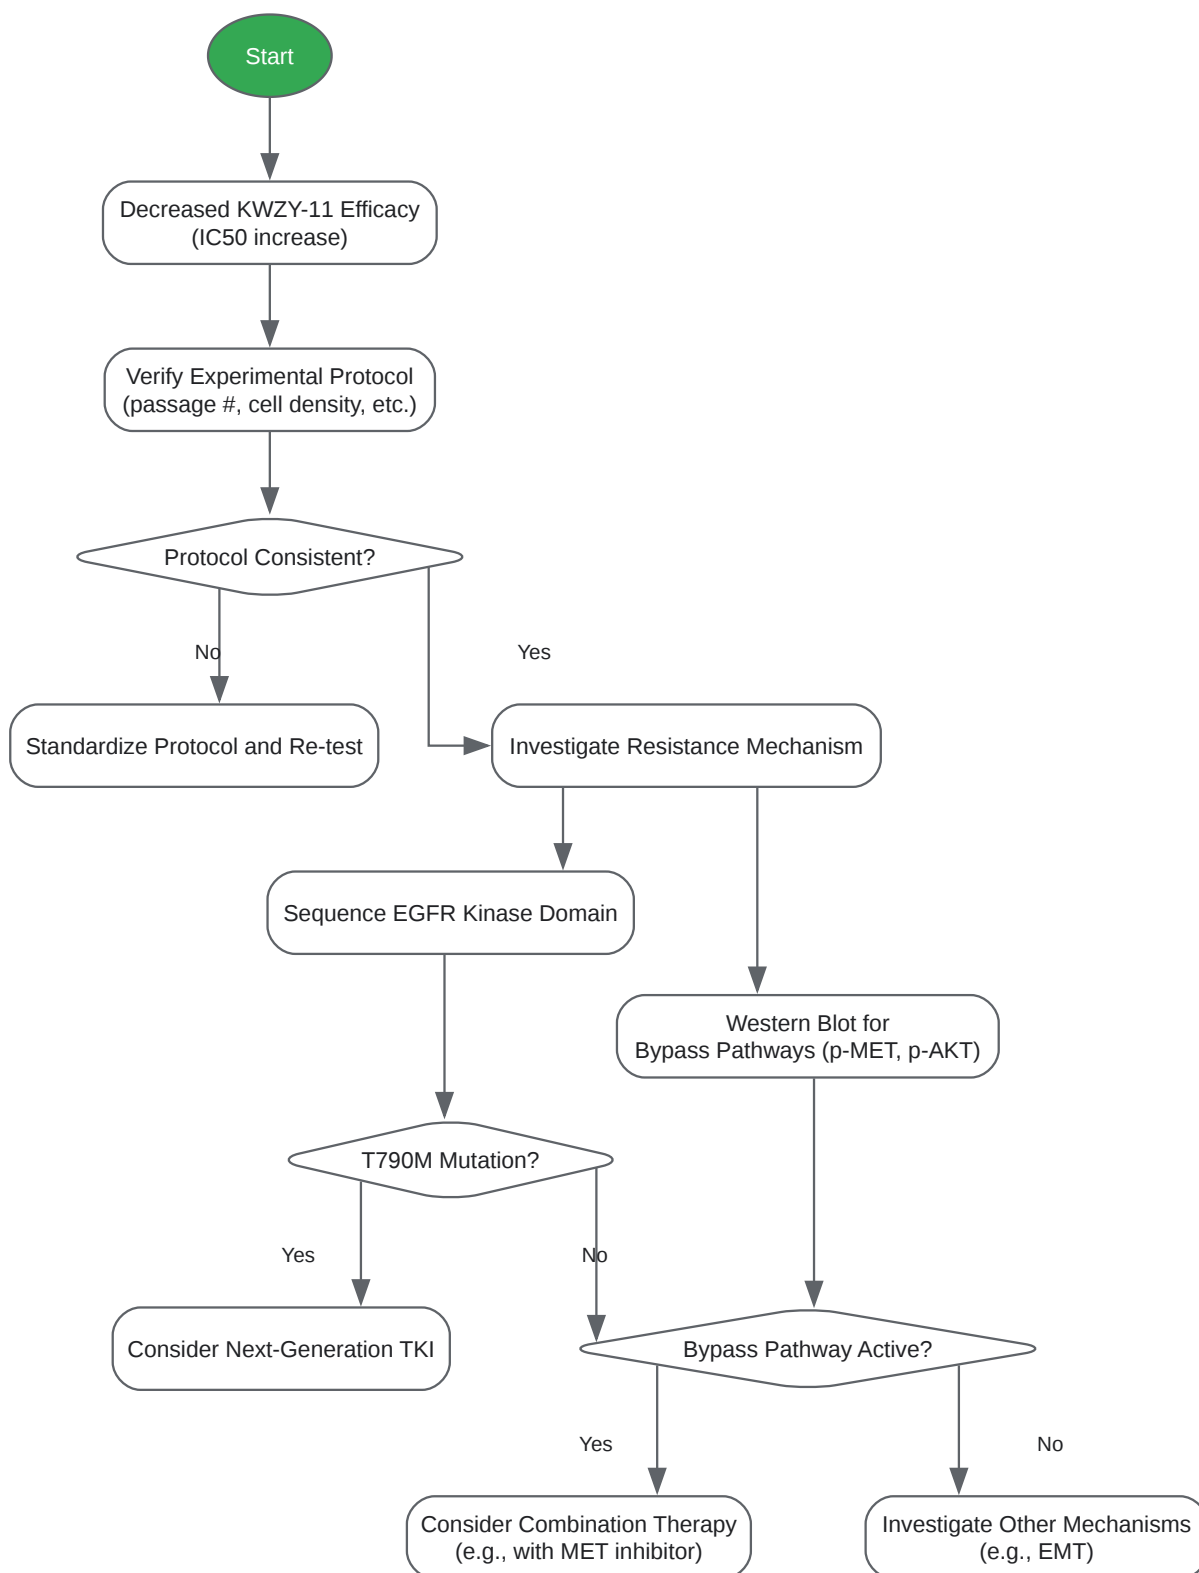 Start
Decreased KWZY-11 Efficacy
(IC50 increase)
Verify Experimental Protocol
(passage #, cell density, etc.)
Protocol Consistent?
No
Yes
Standardize Protocol and Re-test
Investigate Resistance Mechanism
Sequence EGFR Kinase Domain
Western Blot for
Bypass Pathways (p-MET, p-AKT)
T790M Mutation?
Yes
No
Consider Next-Generation TKI
Bypass Pathway Active?
Yes
No
Consider Combination Therapy
(e.g., with MET inhibitor)
Investigate Other Mechanisms
(e.g., EMT)